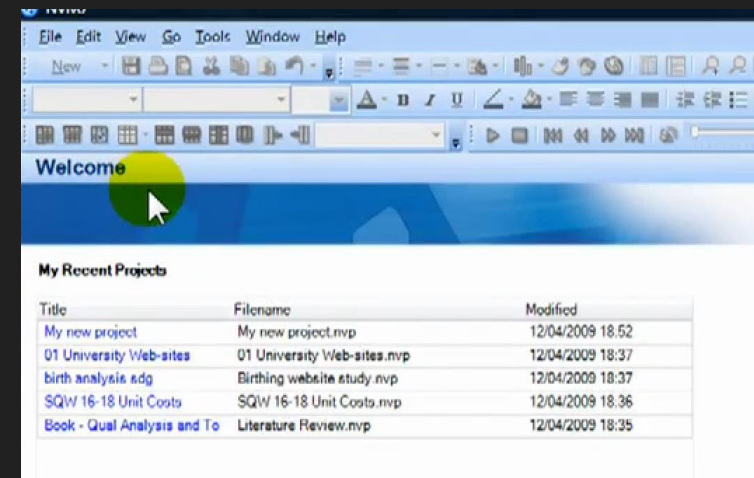 NVivo
File Edit View Go Tools Window Help
New
A B I U
Welcome
My Recent Projects
Title Filename Modified
My new project My new project.nvp 12/04/2009 18:52
01 University Web-sites 01 University Web-sites.nvp 12/04/2009 18:37
birth analysis sdg Birthing website study.nvp 12/04/2009 18:37
SQW 16-18 Unit Costs SQW 16-18 Unit Costs.nvp 12/04/2009 18:36
Book - Qual Analysis and To Literature Review.nvp 12/04/2009 18:35